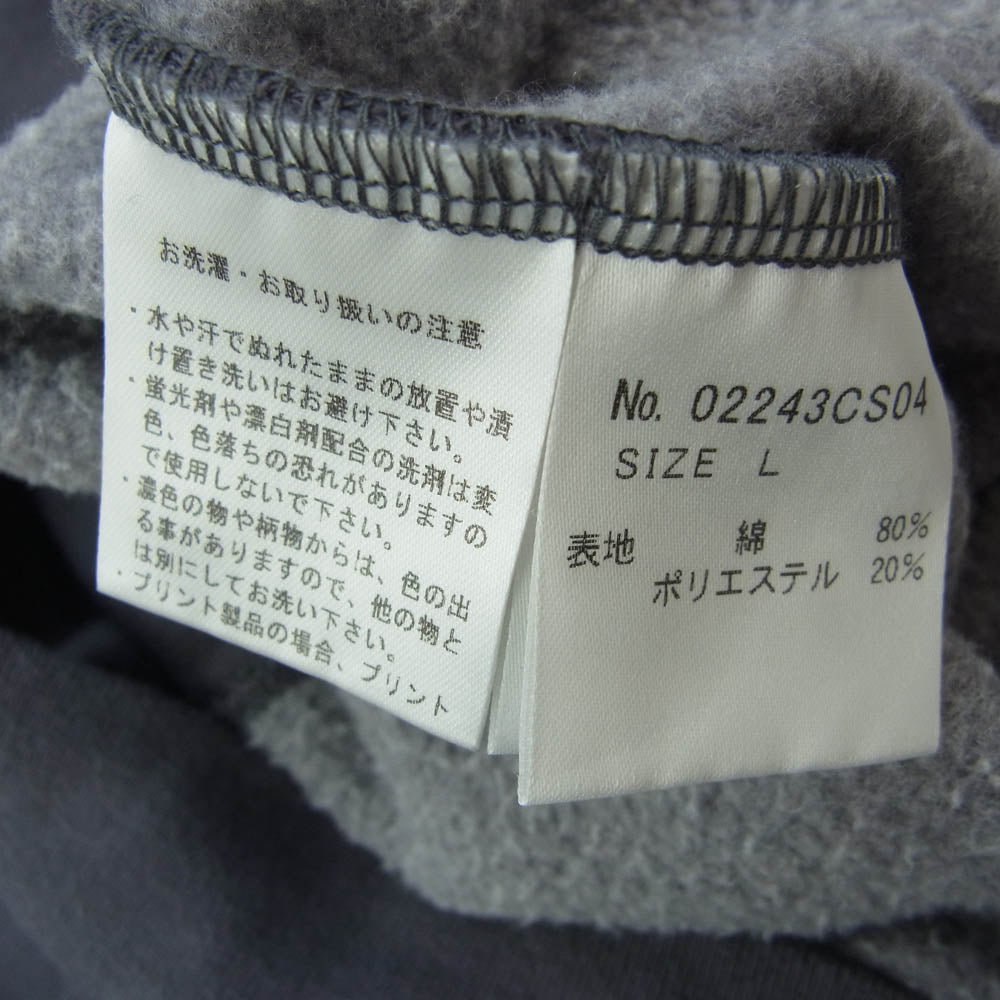 お洗濯・お取り扱いの注意
・水や汗でぬれたままの放置や漬
け置き洗いはお避け下さい。
・蛍光剤や漂白剤配合の洗剤は変
色、色落ちの恐れがありますの
で使用しないで下さい。
・濃色の物や柄物からは、色の出
る事がありますので、他の物と
は別にしてお洗い下さい。
・プリント製品の場合、プリント
No. 02243CS04
SIZE L
表地 綿 80%
ポリエステル 20%